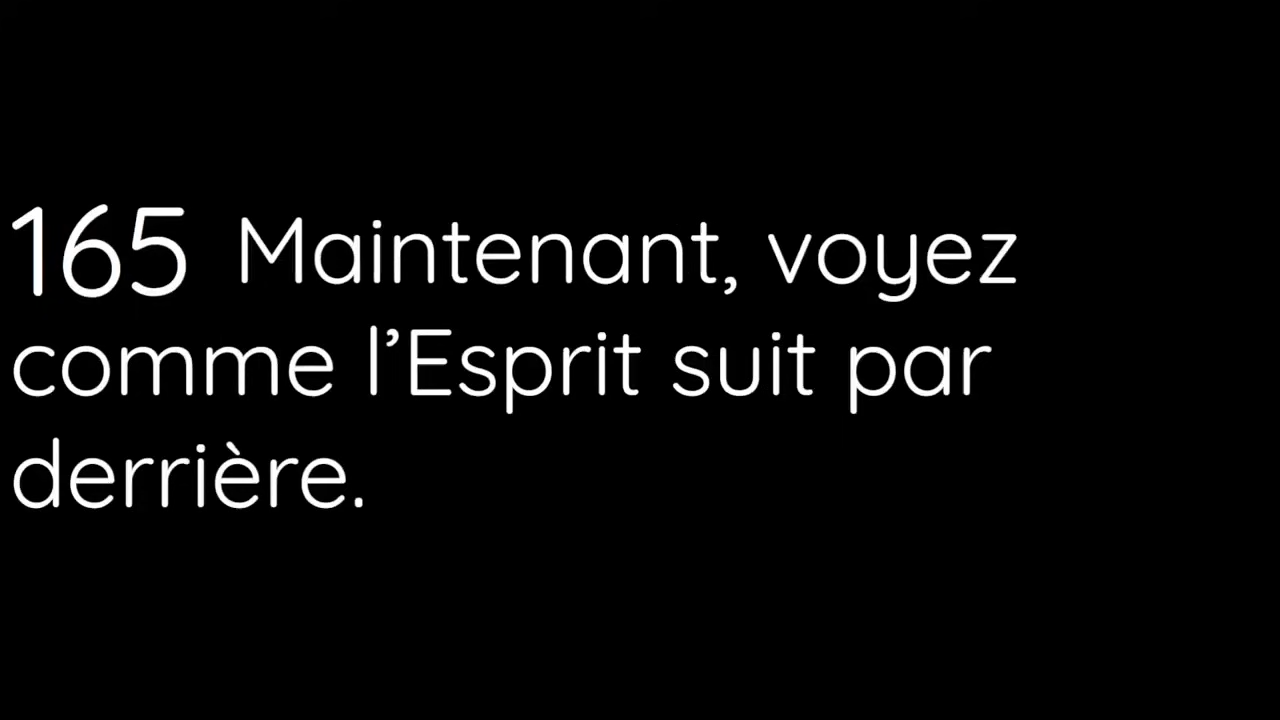 165 Maintenant, voyez
comme l’Esprit suit par
derrière.